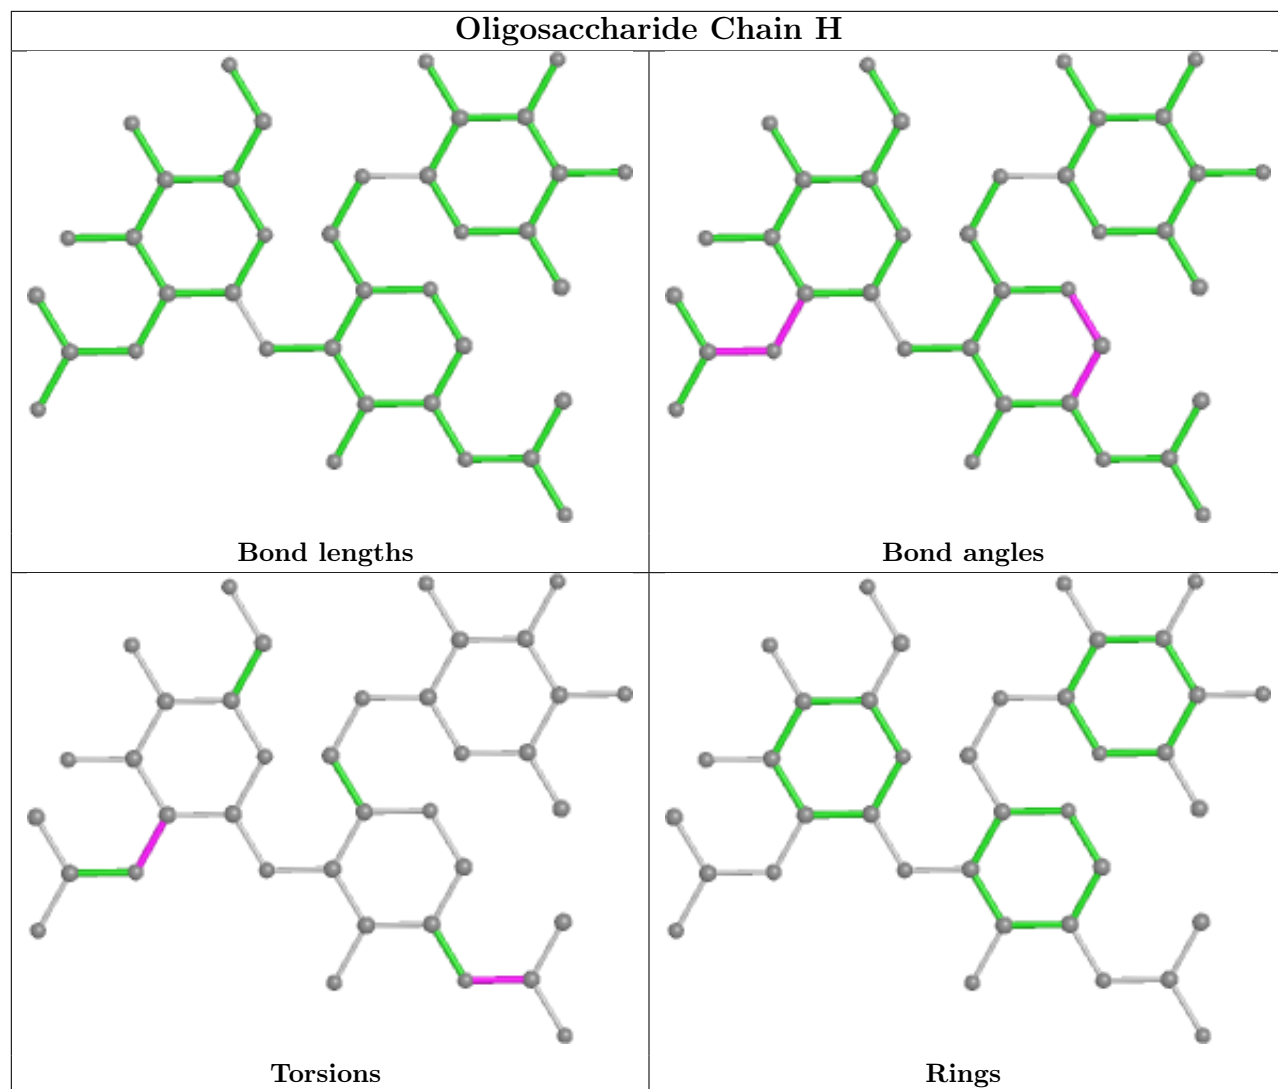 Oligosaccharide Chain H
Bond lengths
Bond angles
Torsions
Rings